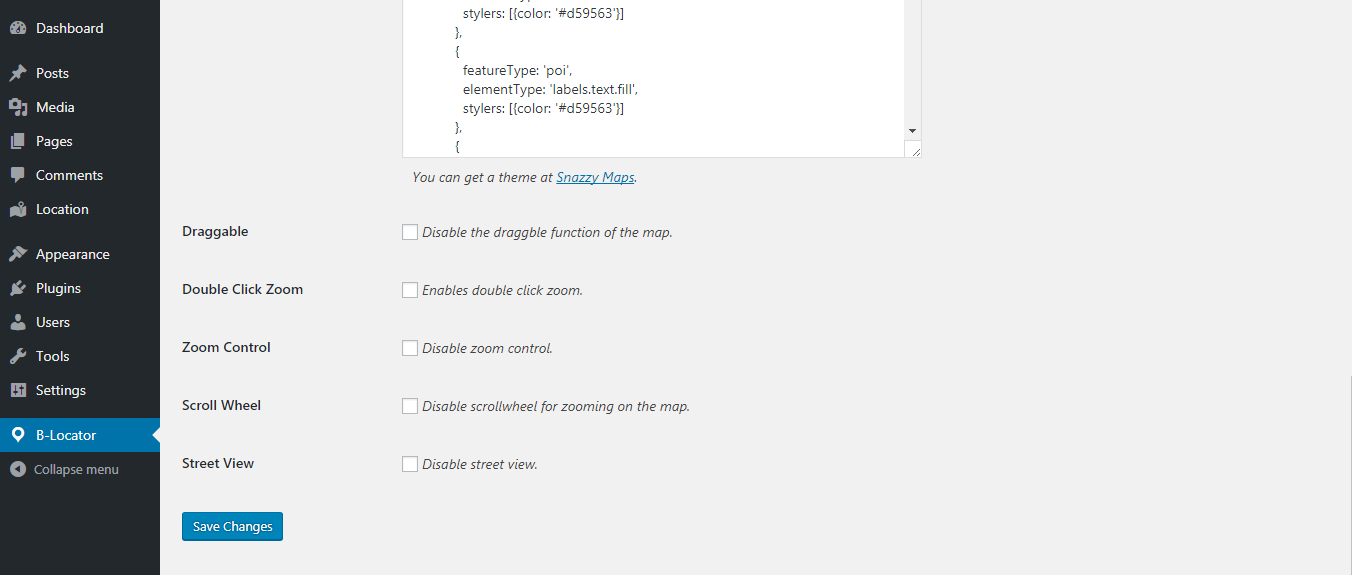 Dashboard
Posts
Media
Pages
Comments
Location
Appearance
Plugins
Users
Tools
Settings
B-Locator
Collapse menu
stylers: [{color: '#d59563'}]
},
{
featureType: 'poi',
elementType: 'labels.text.fill',
stylers: [{color: '#d59563'}]
},
{
You can get a theme at Snazzy Maps.
Draggable
Disable the draggble function of the map.
Double Click Zoom
Enables double click zoom.
Zoom Control
Disable zoom control.
Scroll Wheel
Disable scrollwheel for zooming on the map.
Street View
Disable street view.
Save Changes